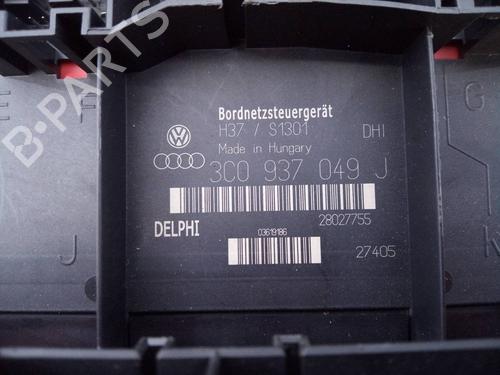 B-PARTS
Bordnetzsteuergerät
H37 / S1301 DHI
Made in Hungary
3C0 937 049 J
28027755
DELPHI
03619186
27405
E F
G
J
K